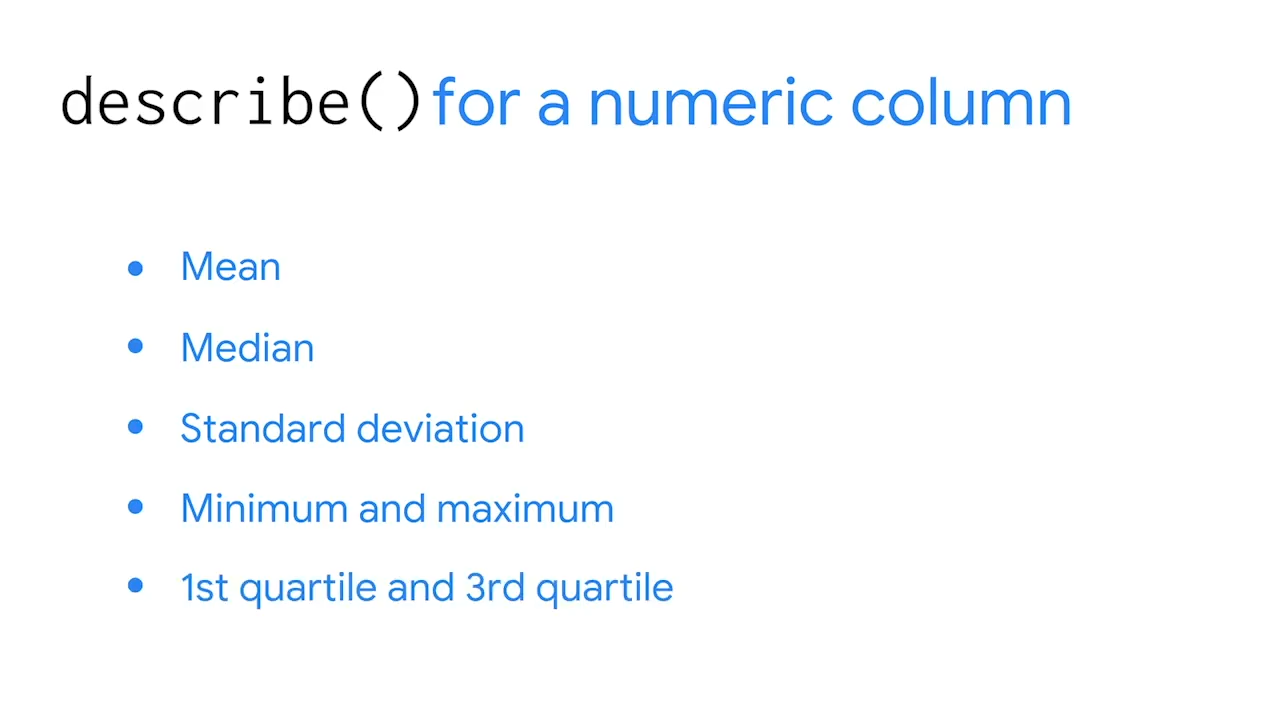 describe() for a numeric column
• Mean
• Median
• Standard deviation
• Minimum and maximum
• 1st quartile and 3rd quartile